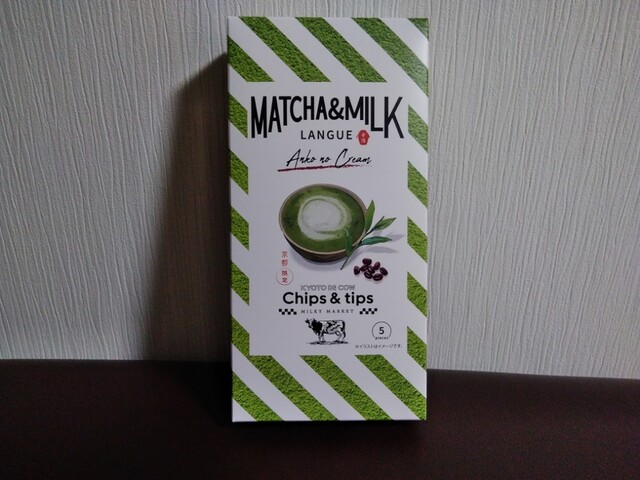 MATCHA&MILK
LANGUE
Anko no Cream
京都
限定
KYOTO De COW
Chips & tips
MILKY MARKET
5
pieces
※イラストはイメージです。